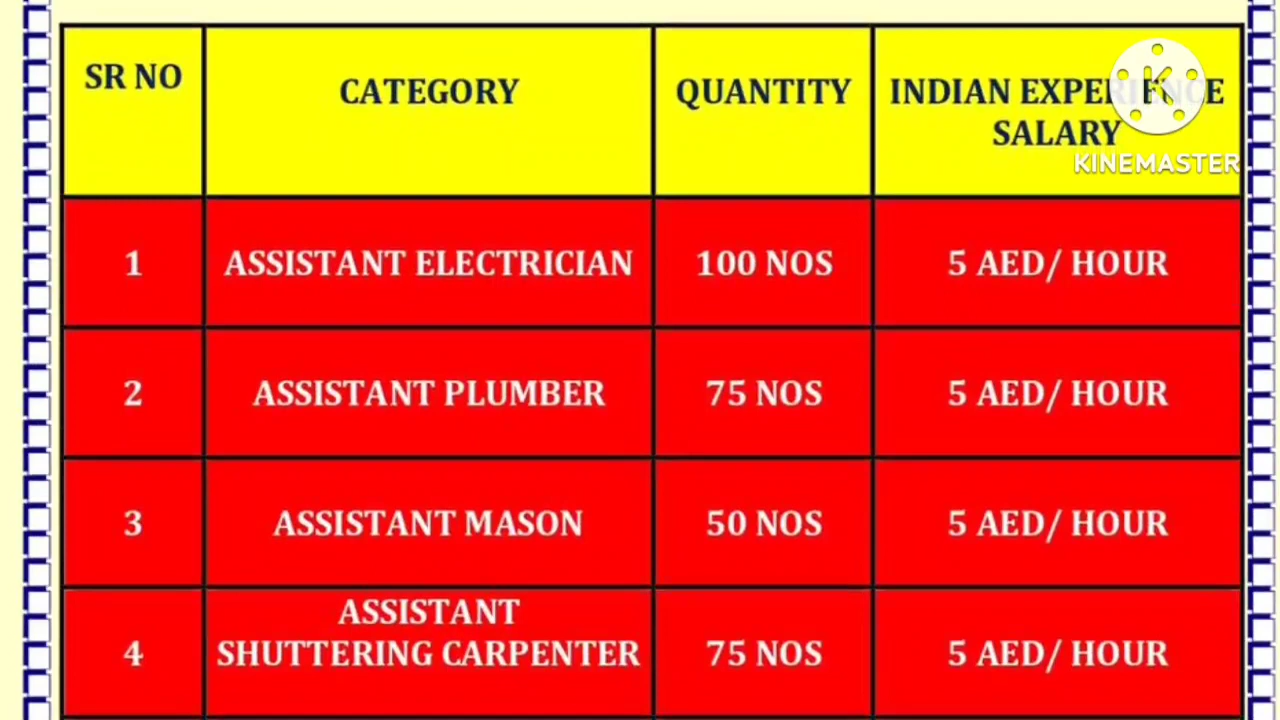 SR NO
CATEGORY
QUANTITY
INDIAN EXPERIENCE
SALARY
KINEMASTER
1
ASSISTANT ELECTRICIAN
100 NOS
5 AED/ HOUR
2
ASSISTANT PLUMBER
75 NOS
5 AED/ HOUR
3
ASSISTANT MASON
50 NOS
5 AED/ HOUR
4
ASSISTANT
SHUTTERING CARPENTER
75 NOS
5 AED/ HOUR